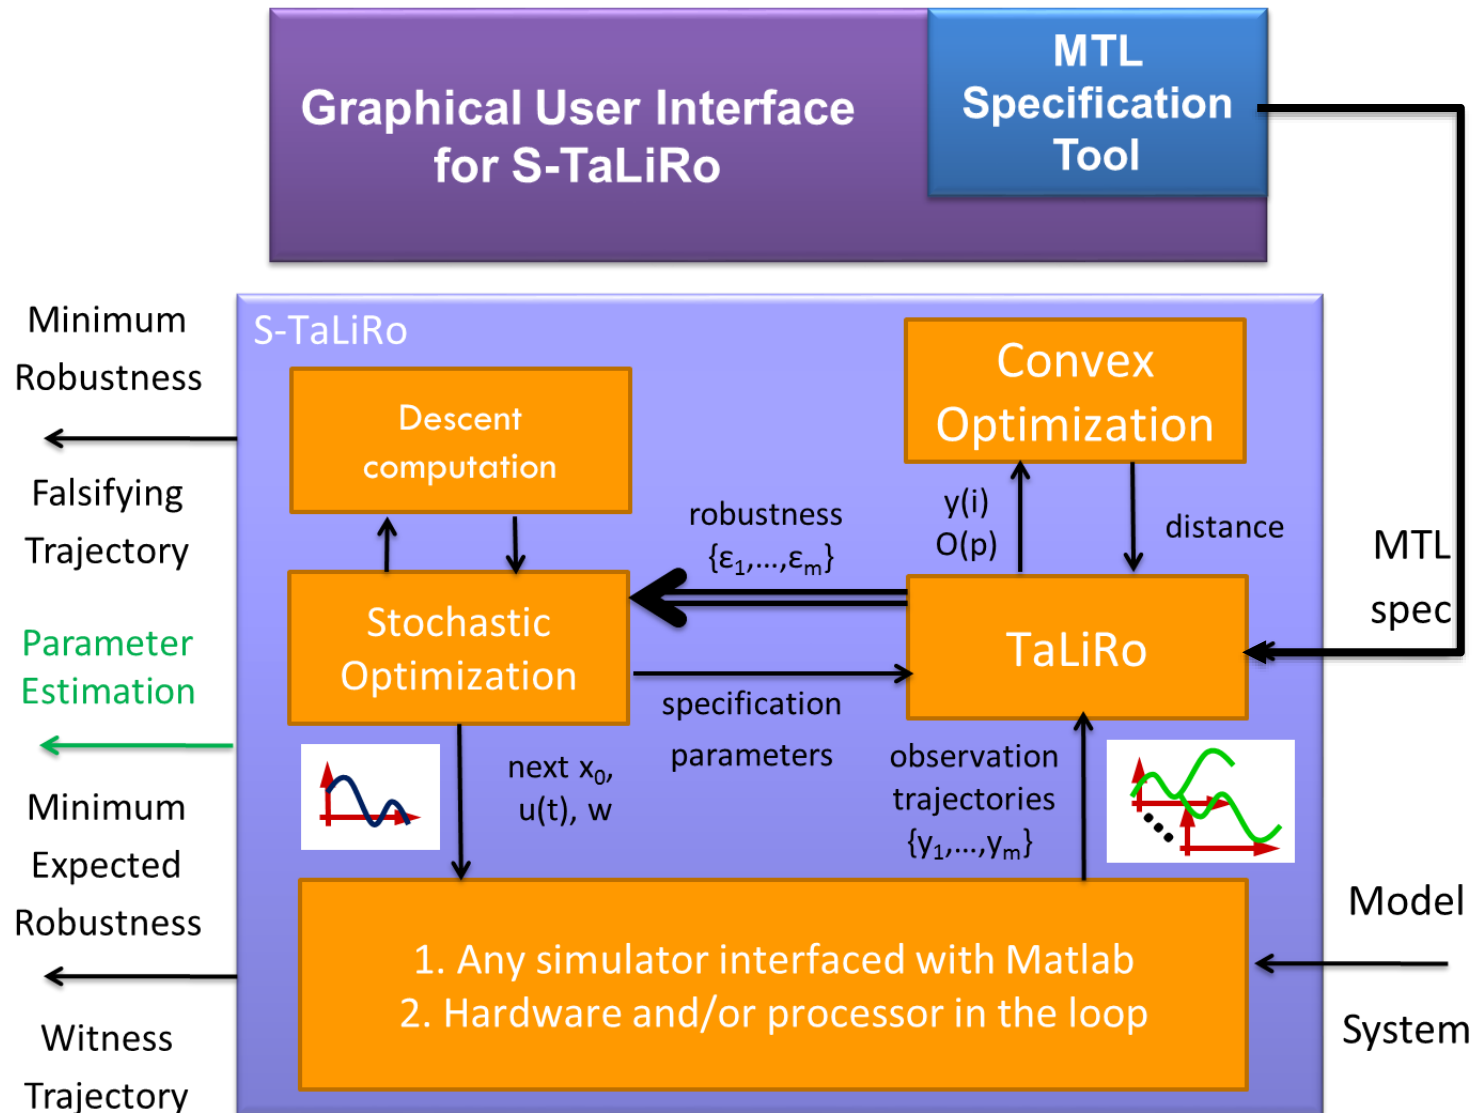 Graphical User Interface
for S-TaLiRo
MTL
Specification
Tool
Minimum
Robustness
Falsifying
Trajectory
Parameter
Estimation
Minimum
Expected
Robustness
Witness
Trajectory
S-TaLiRo
Descent
computation
Convex
Optimization
robustness
{ε₁,...,εₘ}
y(i)
O(p)
distance
MTL
spec
Stochastic
Optimization
TaLiRo
specification
parameters
next x₀,
u(t), w
observation
trajectories
{y₁,...,yₘ}
1. Any simulator interfaced with Matlab
2. Hardware and/or processor in the loop
Model
System